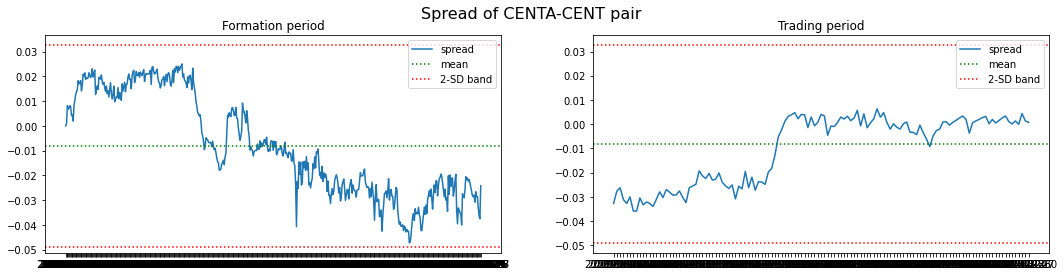 Spread of CENTA-CENT pair
Formation period
0.03
0.02
0.01
0.00
−0.01
−0.02
−0.03
−0.04
−0.05
spread
mean
2-SD band
Trading period
0.03
0.02
0.01
0.00
−0.01
−0.02
−0.03
−0.04
−0.05
spread
mean
2-SD band